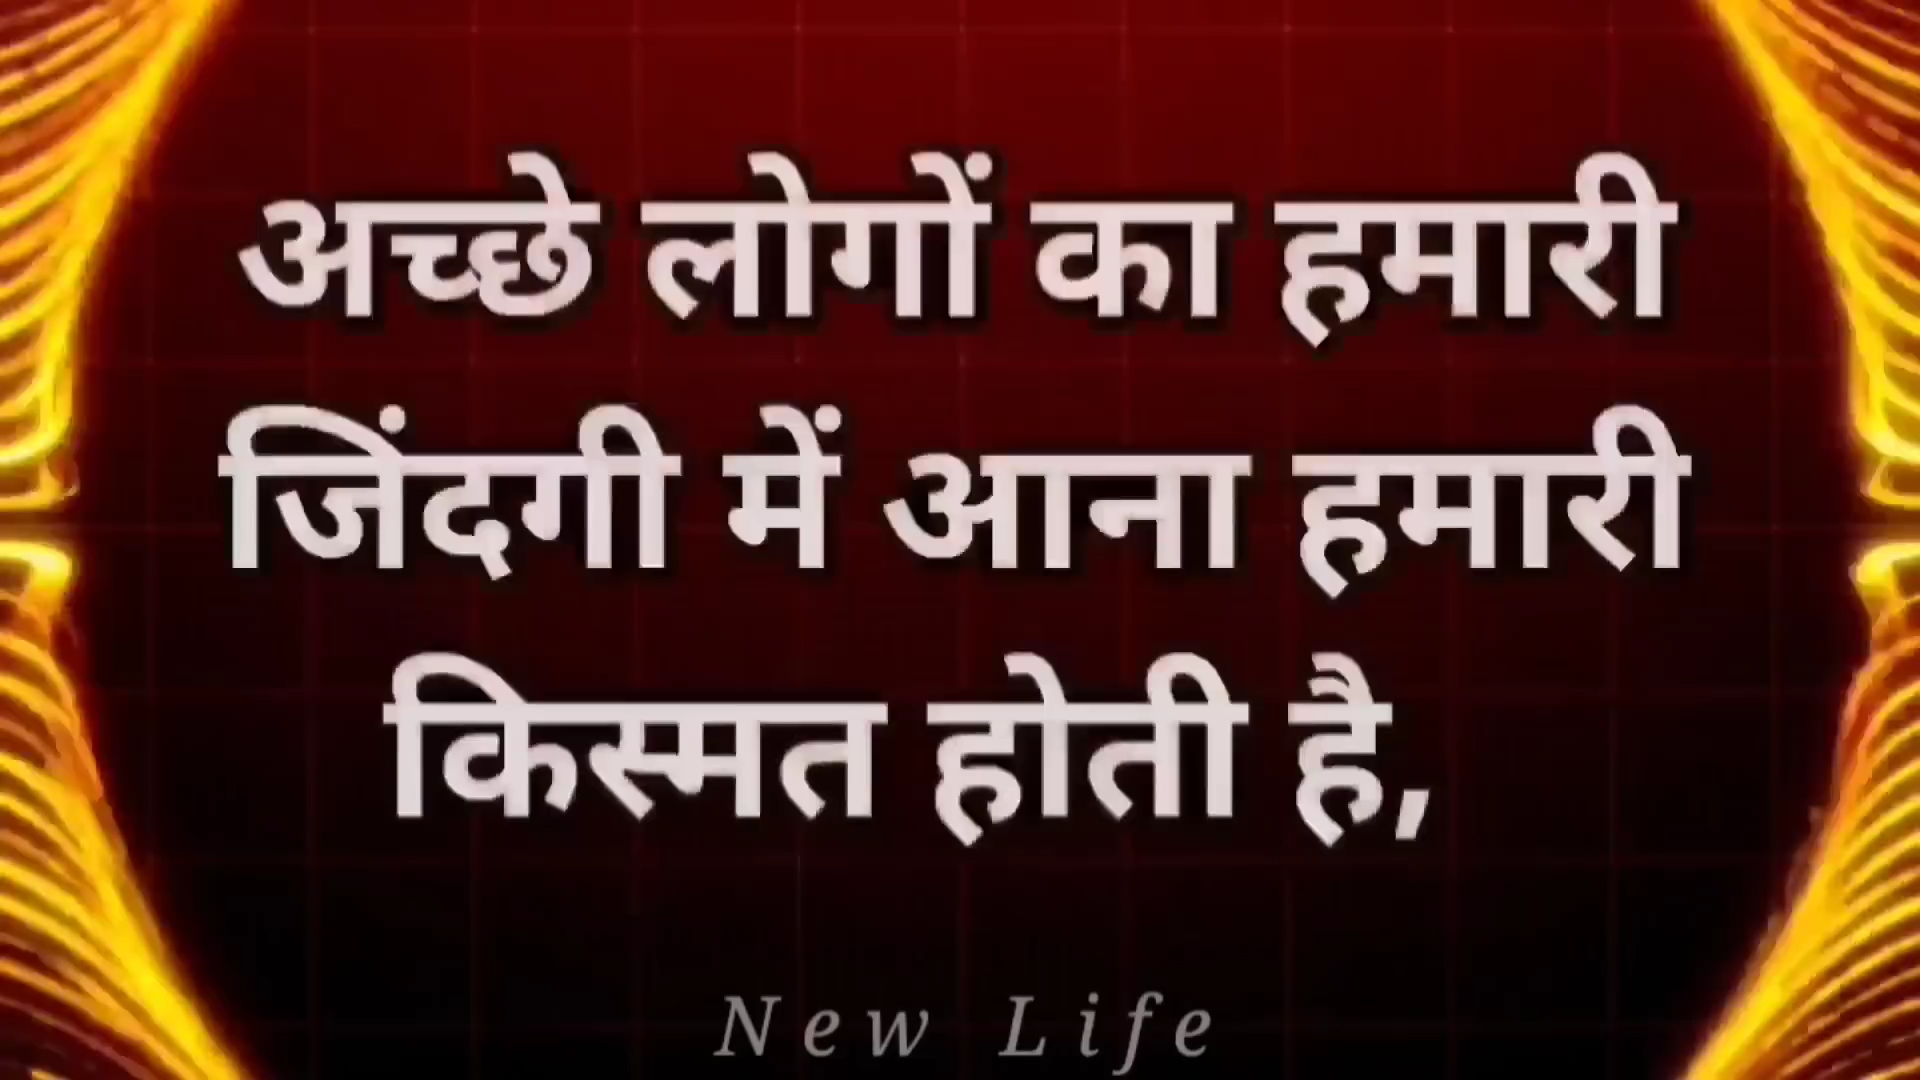 अच्छे लोगों का हमारी
जिंदगी में आना हमारी
किस्मत होती है,
New Life